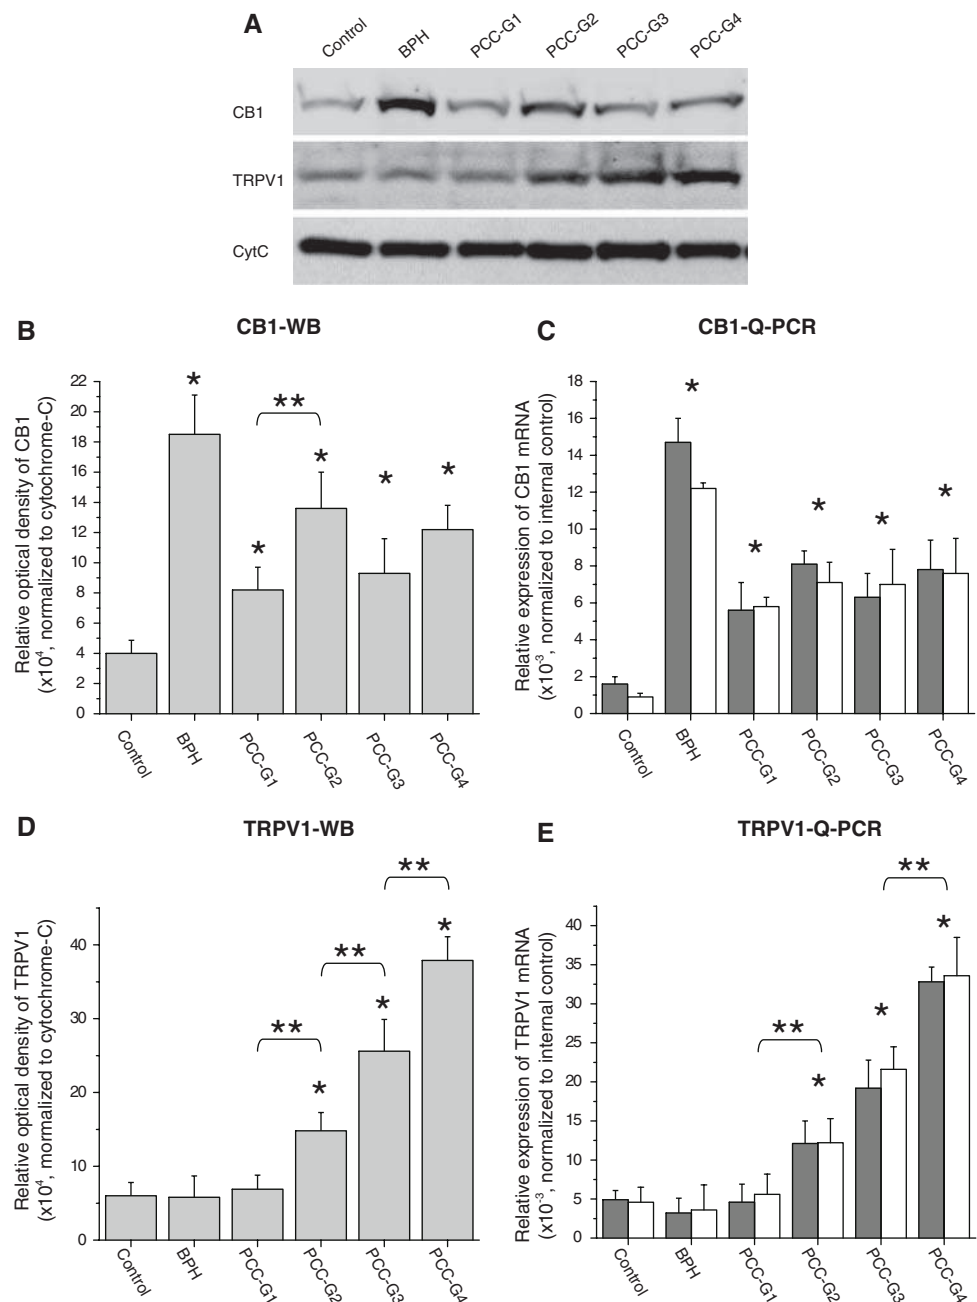 A
Control BPH PCC-G1 PCC-G2 PCC-G3 PCC-G4
CB1
TRPV1
CytC
B
CB1-WB
Relative optical density of CB1
(x10⁴, normalized to cytochrome-C)
22
20
18
16
14
12
10
8
6
4
2
0
*
*
**
*
*
*
Control BPH PCC-G1 PCC-G2 PCC-G3 PCC-G4
C
CB1-Q-PCR
Relative expression of CB1 mRNA
(x10⁻³, normalized to internal control)
18
16
14
12
10
8
6
4
2
0
*
*
*
*
*
Control BPH PCC-G1 PCC-G2 PCC-G3 PCC-G4
D
TRPV1-WB
Relative optical density of TRPV1
(x10⁴, mormalized to cytochrome-C)
40
30
20
10
0
**
*
**
*
**
*
Control BPH PCC-G1 PCC-G2 PCC-G3 PCC-G4
E
TRPV1-Q-PCR
Relative expression of TRPV1 mRNA
(x10⁻³, normalized to internal control)
40
35
30
25
20
15
10
5
0
**
*
*
**
*
Control BPH PCC-G1 PCC-G2 PCC-G3 PCC-G4